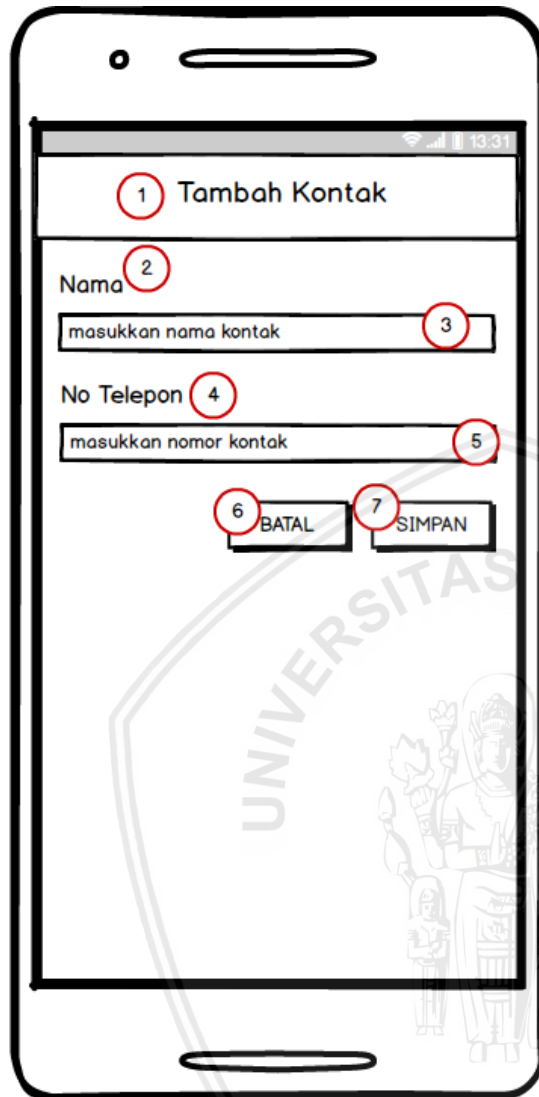 13:31
1 Tambah Kontak
Nama 2
masukkan nama kontak 3
No Telepon 4
masukkan nomor kontak 5
6 BATAL 7 SIMPAN
UNIVERSITAS